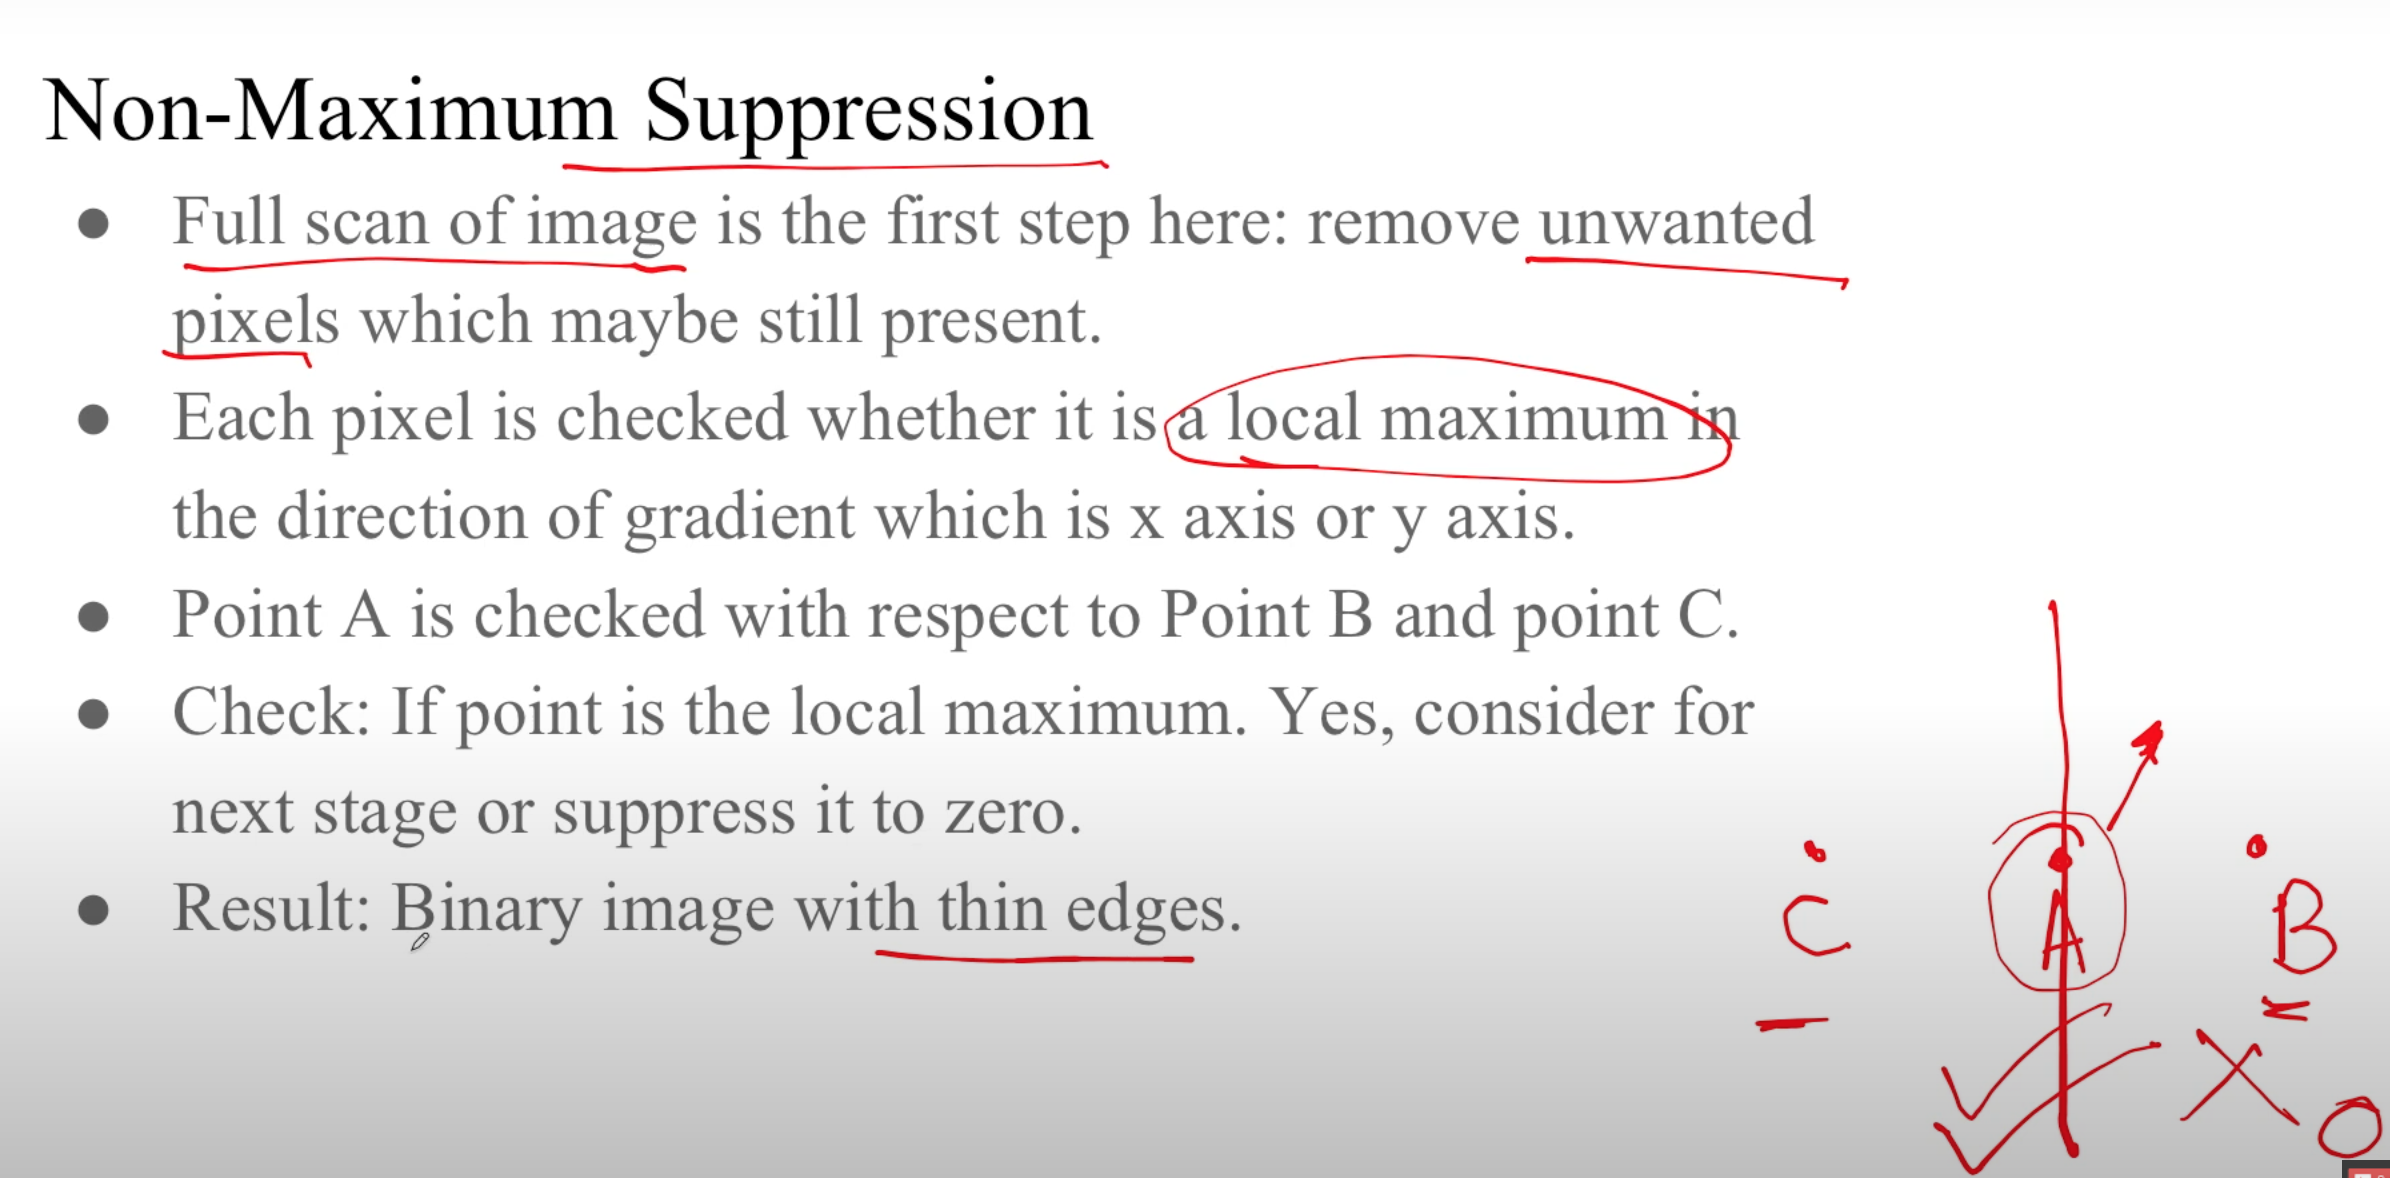 Non-Maximum Suppression
● Full scan of image is the first step here: remove unwanted
pixels which maybe still present.
● Each pixel is checked whether it is a local maximum in
the direction of gradient which is x axis or y axis.
● Point A is checked with respect to Point B and point C.
● Check: If point is the local maximum. Yes, consider for
next stage or suppress it to zero.
● Result: Binary image with thin edges.
C A B
X
0